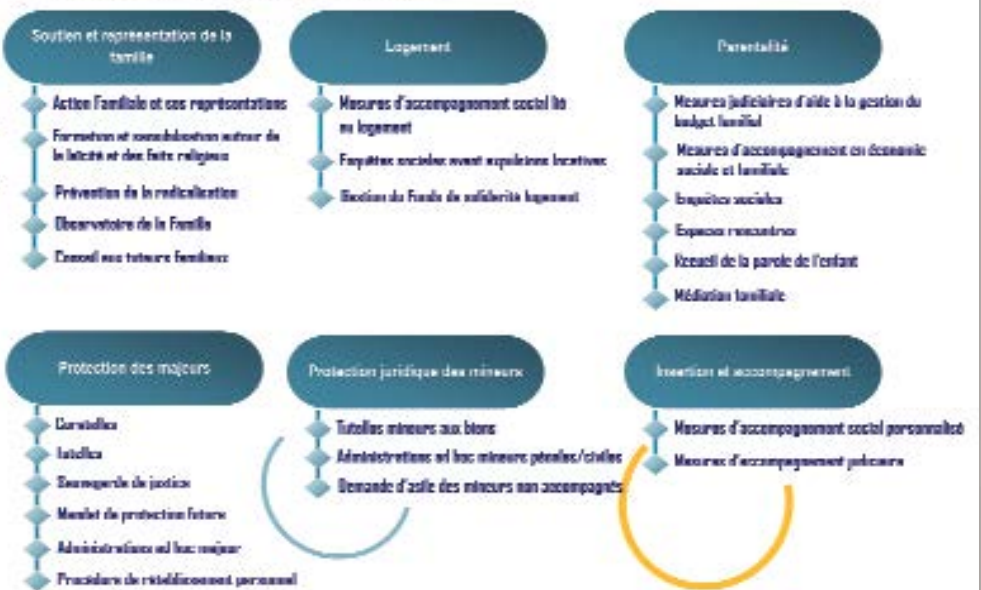 Soutien et représentation de la
famille
Action Familiale et ses représentations
Formation et sensibilisation autour de
la laïcité et des faits religieux
Prévention de la radicalisation
Observatoire de la Famille
Conseil aux tuteurs familiaux
Logement
Mesures d'accompagnement social lié
au logement
Enquêtes sociales avant expulsions locatives
Gestion du Fonds de solidarité logement
Parentalité
Mesures judiciaires d'aide à la gestion du
budget familial
Mesures d'accompagnement en économie
sociale et familiale
Enquêtes sociales
Espaces rencontres
Recueil de la parole de l'enfant
Médiation familiale
Protection des majeurs
Curatelles
Tutelles
Sauvegarde de justice
Mandat de protection future
Administrations ad hoc majeur
Procédure de rétablissement personnel
Protection juridique des mineurs
Tutelles mineurs aux biens
Administrations ad hoc mineurs pénales/civiles
Demande d'asile des mineurs non accompagnés
Insertion et accompagnement
Mesures d'accompagnement social personnalisé
Mesures d'accompagnement judiciaire